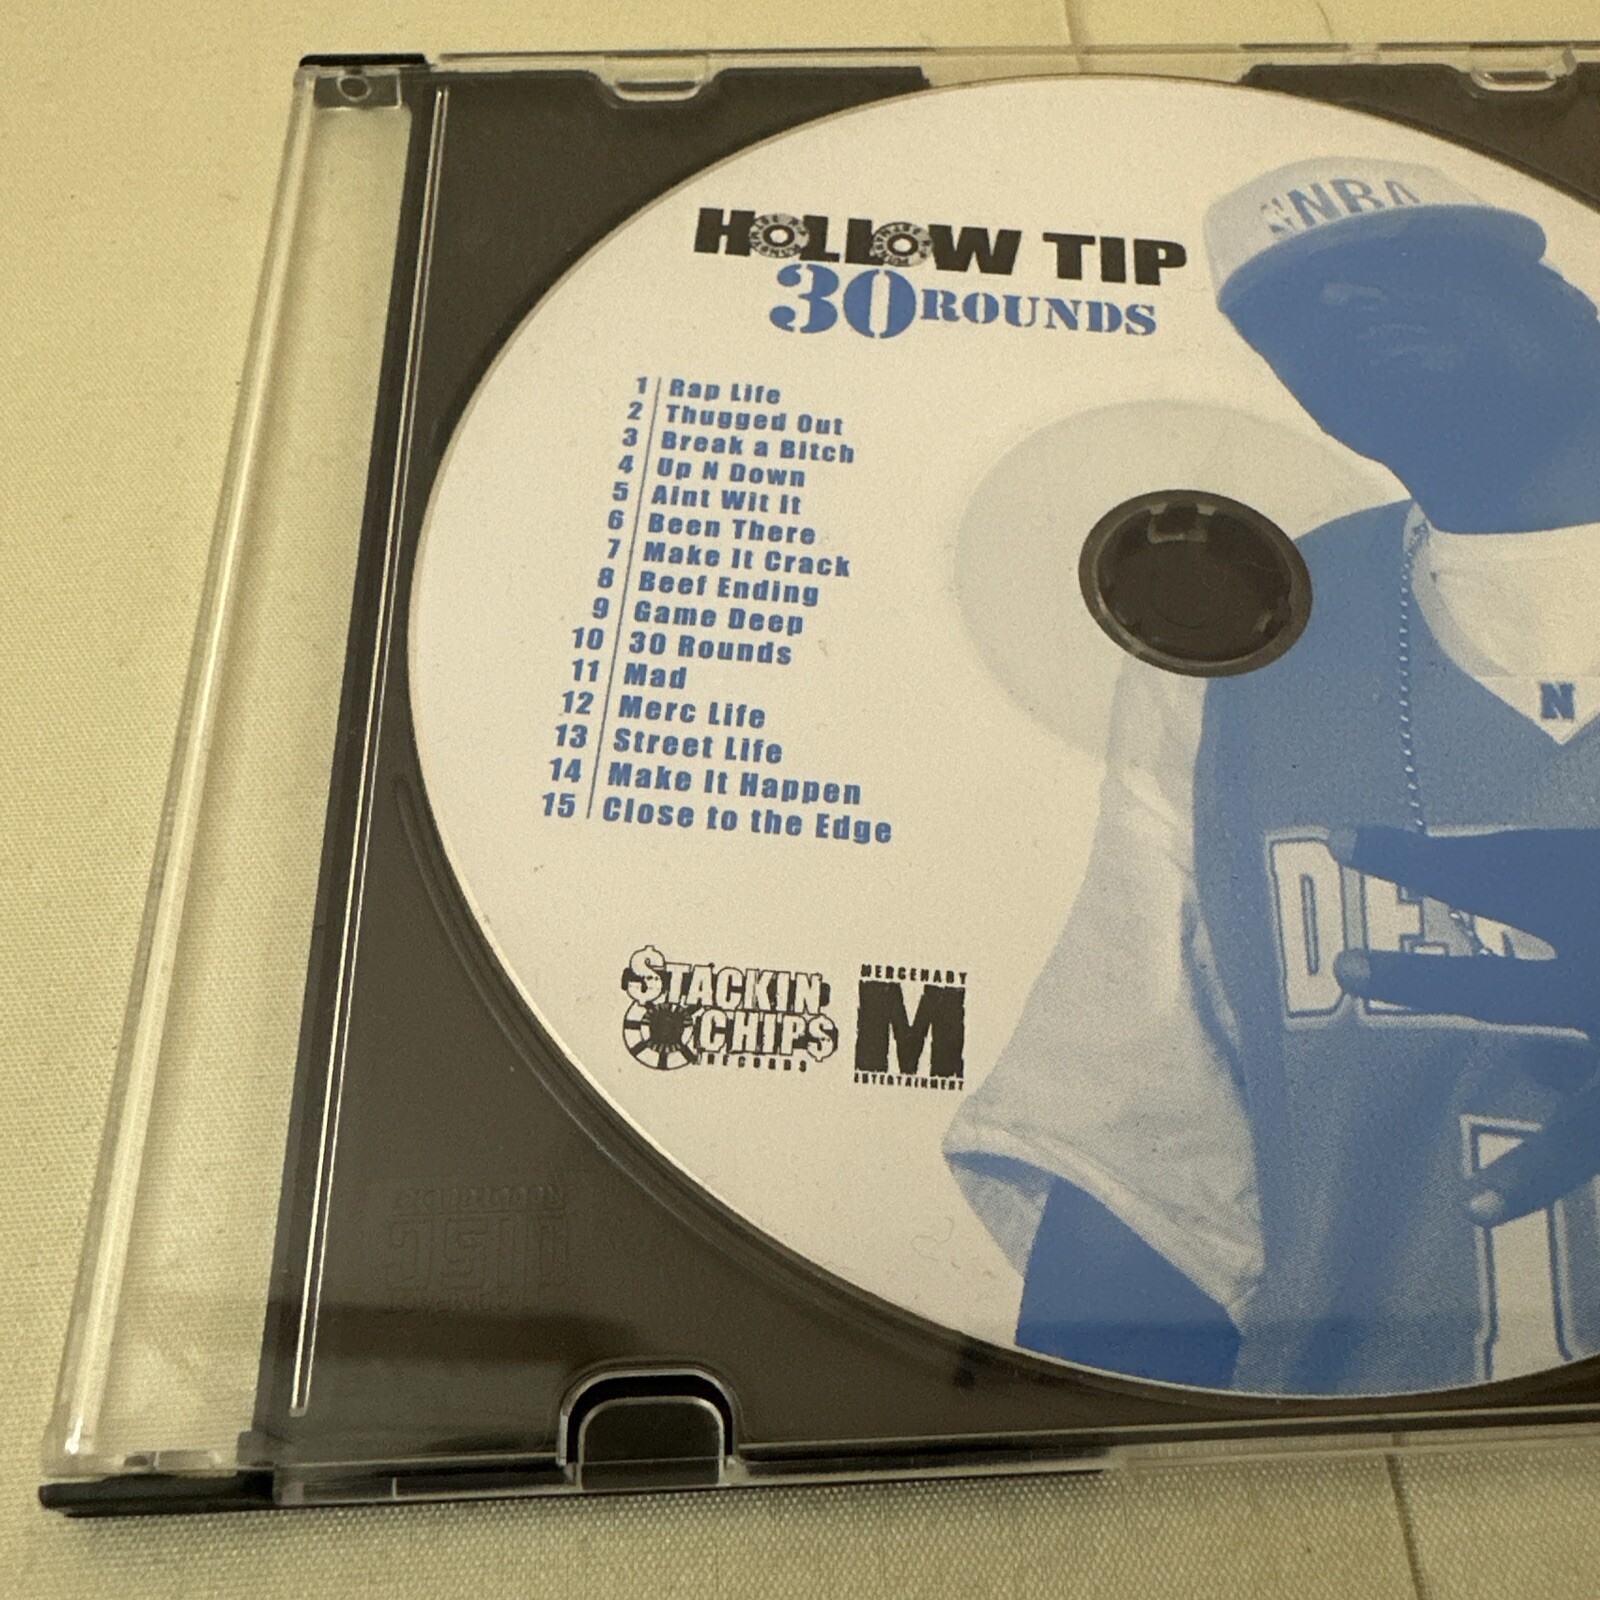 HOLLOW TIP
30 ROUNDS
1 Rap Life
2 Thugged Out
3 Break a Bitch
4 Up N Down
5 Aint Wit It
6 Been There
7 Make It Crack
8 Beef Ending
9 Game Deep
10 30 Rounds
11 Mad
12 Merc Life
13 Street Life
14 Make It Happen
15 Close to the Edge
NBA
N
$TACKIN
CHIP$
RECORDS
MERCENARY
M
ENTERTAINMENT